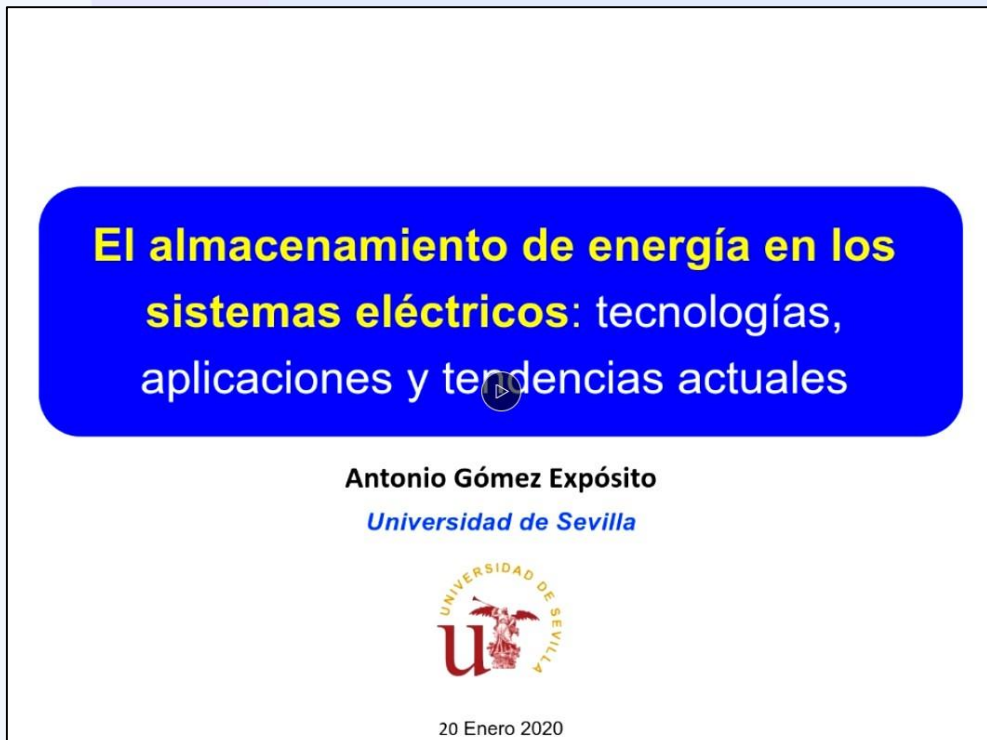 El almacenamiento de energía en los
sistemas eléctricos: tecnologías,
aplicaciones y tendencias actuales
Antonio Gómez Expósito
Universidad de Sevilla
UNIVERSIDAD DE SEVILLA
u
20 Enero 2020